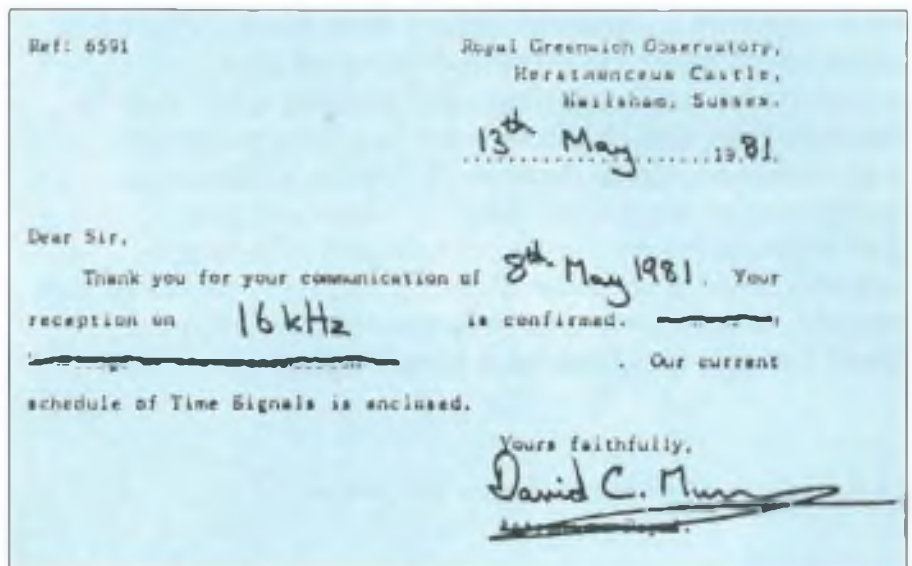 Ref: 6591
Royal Greenwich Observatory,
Herstmonceux Castle,
Hailsham, Sussex.
13th May 1981.
Dear Sir,
Thank you for your communication of 8th May 1981. Your
reception on 16 kHz is confirmed.
. Our current
schedule of Time Signals is enclosed.
Yours faithfully,
David C.